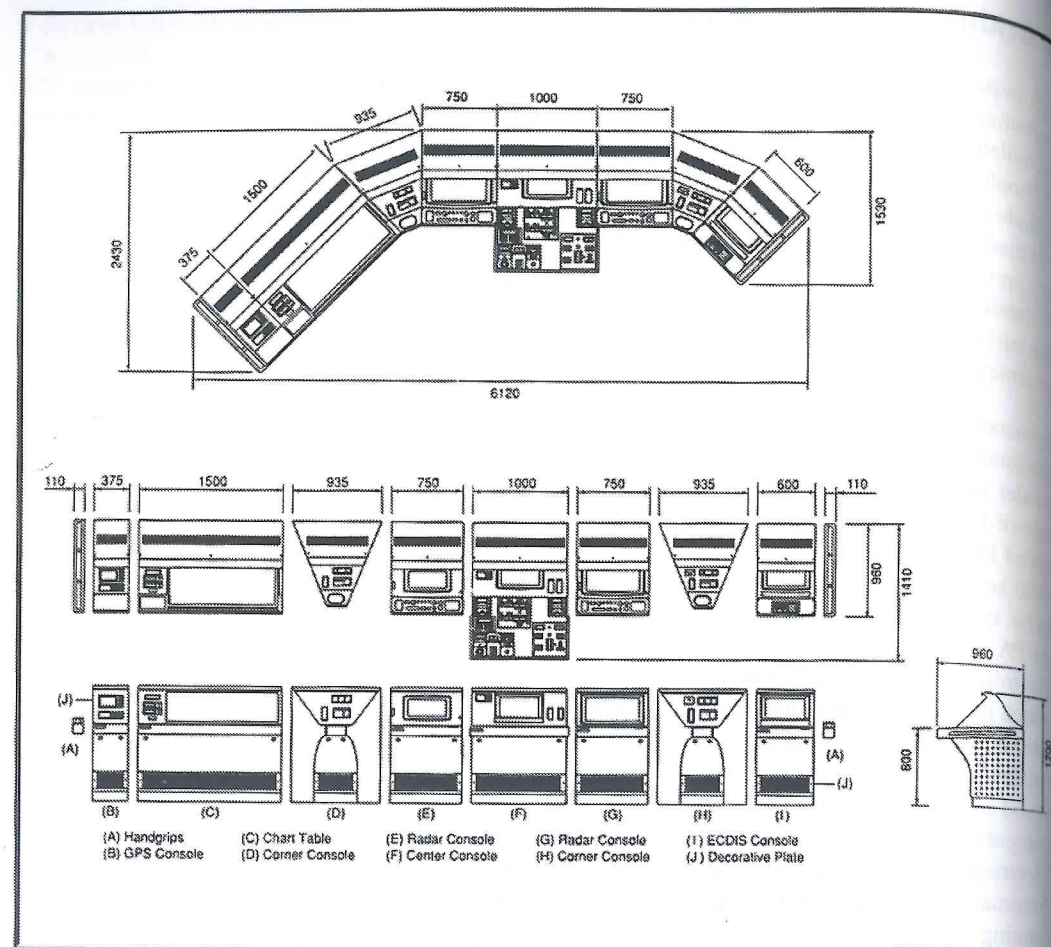 750 1000 750
935
600
1500
375
2430
1530
6120
110 375 1500 935 750 1000 750 935 600 110
960
1410
960
(J)
(A)
(A)
(J)
800
(B) (C) (D) (E) (F) (G) (H) (I)
(A) Handgrips (C) Chart Table (E) Radar Console (G) Radar Console (I) ECDIS Console
(B) GPS Console (D) Corner Console (F) Center Console (H) Corner Console (J) Decorative Plate